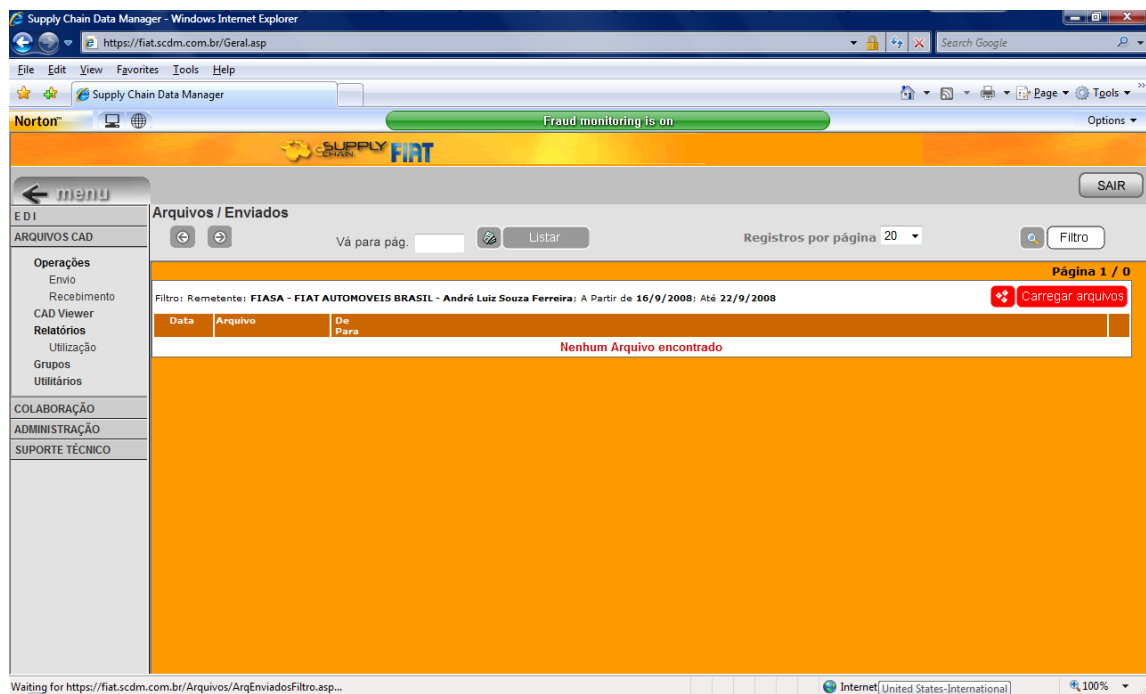 Supply Chain Data Manager - Windows Internet Explorer
https://fiat.scdm.com.br/Geral.asp
Search Google
File Edit View Favorites Tools Help
Supply Chain Data Manager
Page Tools
Norton™
Fraud monitoring is on
Options
SUPPLY CHAIN FIAT
menu
SAIR
EDI
Arquivos / Enviados
ARQUIVOS CAD
Vá para pág.
Listar
Registros por página 20
Filtro
Operações
Envio
Recebimento
CAD Viewer
Relatórios
Utilização
Grupos
Utilitários
COLABORAÇÃO
ADMINISTRAÇÃO
SUPORTE TÉCNICO
Página 1 / 0
Filtro: Remetente: FIASA - FIAT AUTOMOVEIS BRASIL - André Luiz Souza Ferreira; A Partir de 16/9/2008; Até 22/9/2008
Carregar arquivos
Data Arquivo De
Para
Nenhum Arquivo encontrado
Waiting for https://fiat.scdm.com.br/Arquivos/ArqEnviadosFiltro.asp...
Internet
United States-International
100%